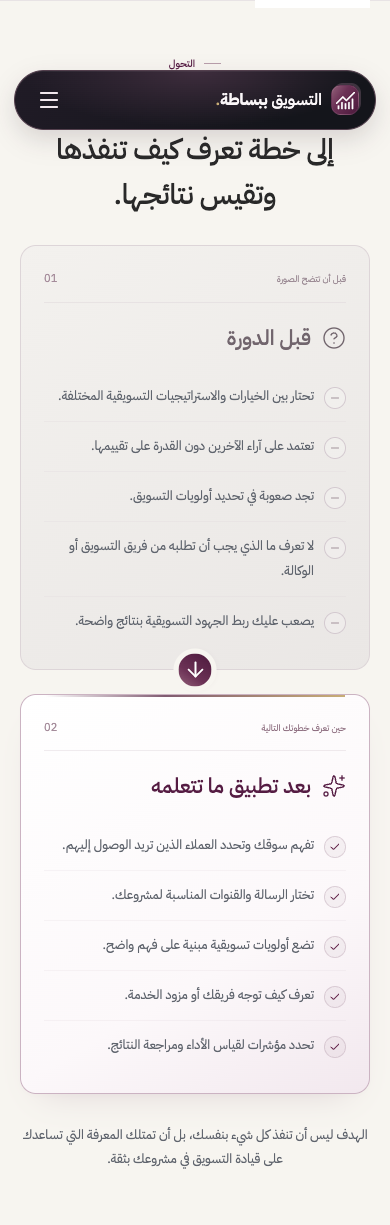 التحول
التسويق ببساطة.
إلى خطة تعرف كيف تنفذها
وتقيس نتائجها.
قبل أن تتضح الصورة
01
قبل الدورة
تحتار بين الخيارات والاستراتيجيات التسويقية المختلفة.
تعتمد على آراء الآخرين دون القدرة على تقييمها.
تجد صعوبة في تحديد أولويات التسويق.
لا تعرف ما الذي يجب أن تطلبه من فريق التسويق أو
الوكالة.
يصعب عليك ربط الجهود التسويقية بنتائج واضحة.
حين تعرف خطوتك التالية
02
بعد تطبيق ما تتعلمه
تفهم سوقك وتحدد العملاء الذين تريد الوصول إليهم.
تختار الرسالة والقنوات المناسبة لمشروعك.
تضع أولويات تسويقية مبنية على فهم واضح.
تعرف كيف توجه فريقك أو مزود الخدمة.
تحدد مؤشرات لقياس الأداء ومراجعة النتائج.
الهدف ليس أن تنفذ كل شيء بنفسك، بل أن تمتلك المعرفة التي تساعدك
على قيادة التسويق في مشروعك بثقة.